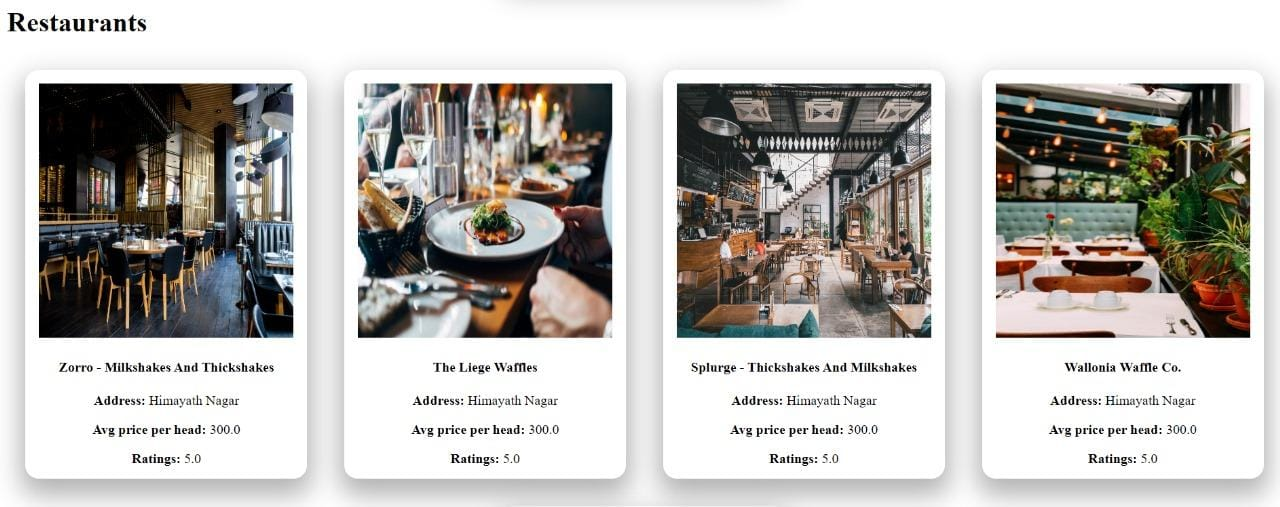 Restaurants
Zorro - Milkshakes And Thickshakes
Address: Himayath Nagar
Avg price per head: 300.0
Ratings: 5.0
The Liege Waffles
Address: Himayath Nagar
Avg price per head: 300.0
Ratings: 5.0
Splurge - Thickshakes And Milkshakes
Address: Himayath Nagar
Avg price per head: 300.0
Ratings: 5.0
Wallonia Waffle Co.
Address: Himayath Nagar
Avg price per head: 300.0
Ratings: 5.0